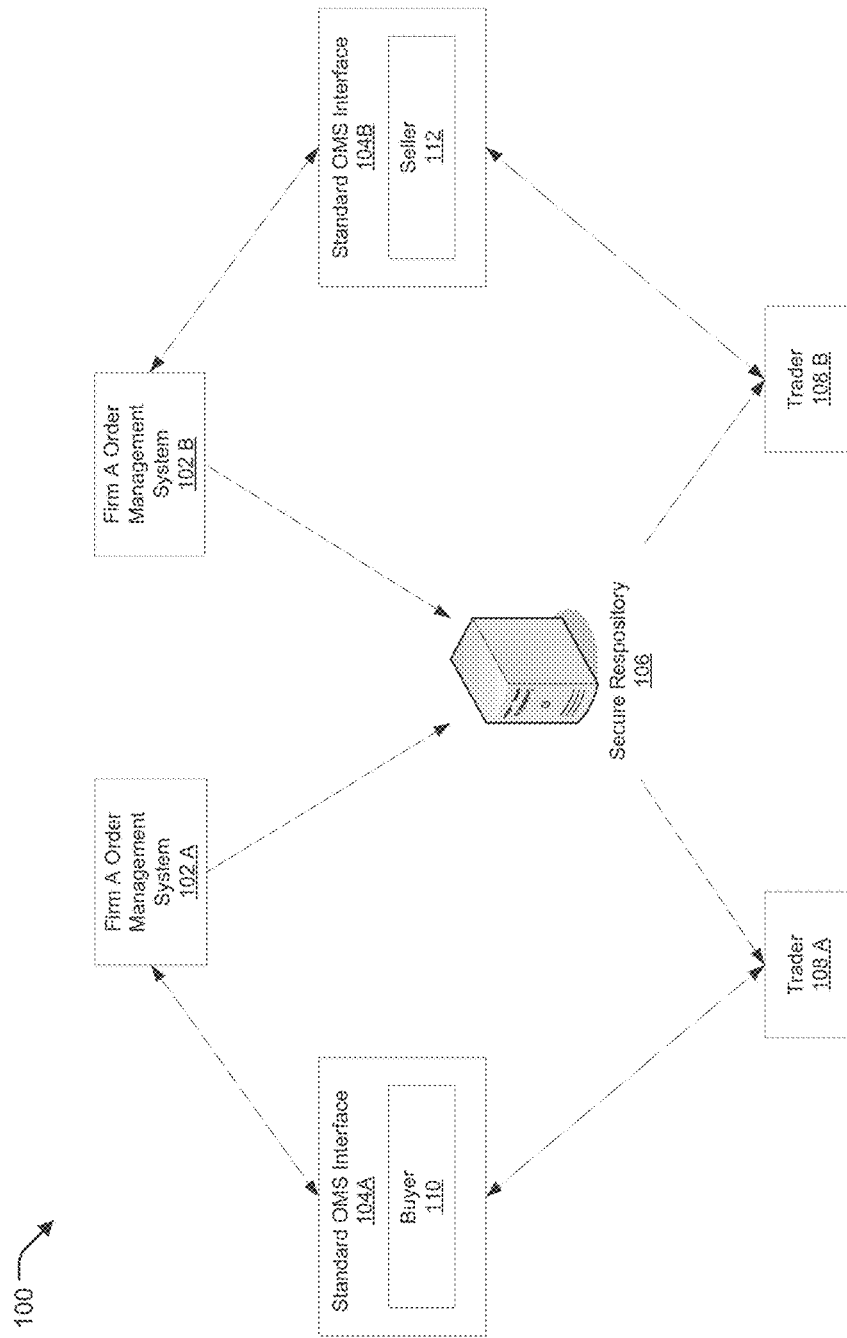 100
Firm A Order
Management
System
102 A
Firm A Order
Management
System
102 B
Standard OMS Interface
104A
Buyer
110
Standard OMS Interface
104B
Seller
112
Secure Respository
106
Trader
108 A
Trader
108 B